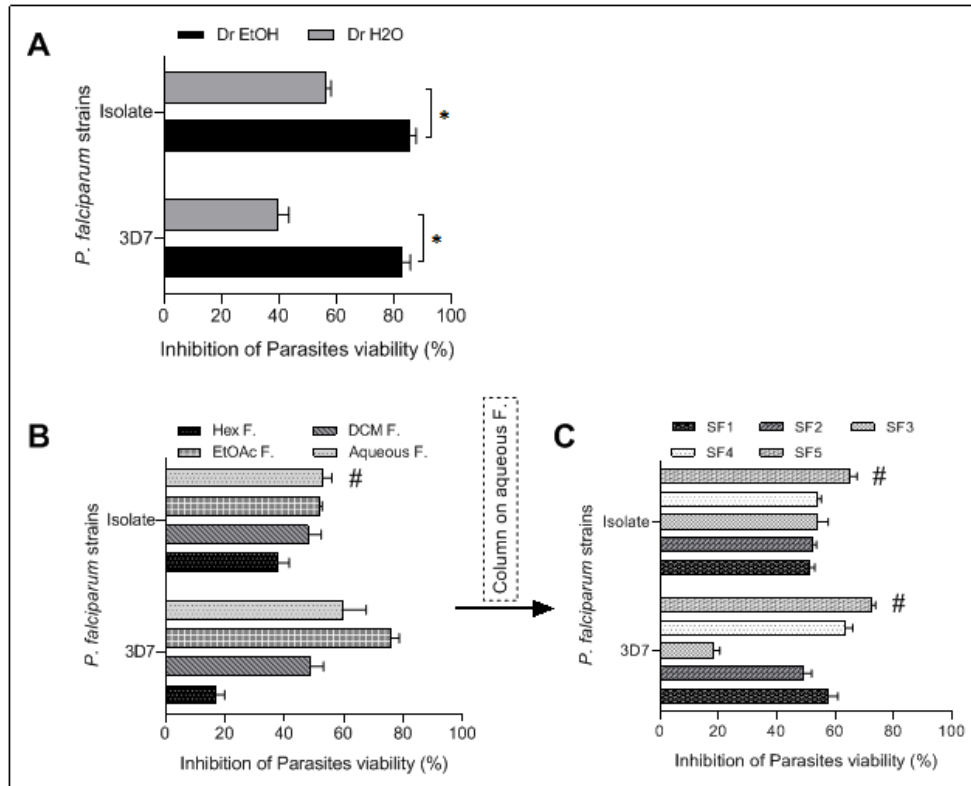 A
Dr EtOH Dr H2O
P. falciparum strains
Isolate
*
3D7
*
0 20 40 60 80 100
Inhibition of Parasites viability (%)
B
Hex F. DCM F.
EtOAc F. Aqueous F.
P. falciparum strains
Isolate
#
3D7
0 20 40 60 80 100
Inhibition of Parasites viability (%)
Column on aqueous F.
C
SF1 SF2 SF3
SF4 SF5
P. falciparum strains
Isolate
#
3D7
#
0 20 40 60 80 100
Inhibition of Parasites viability (%)